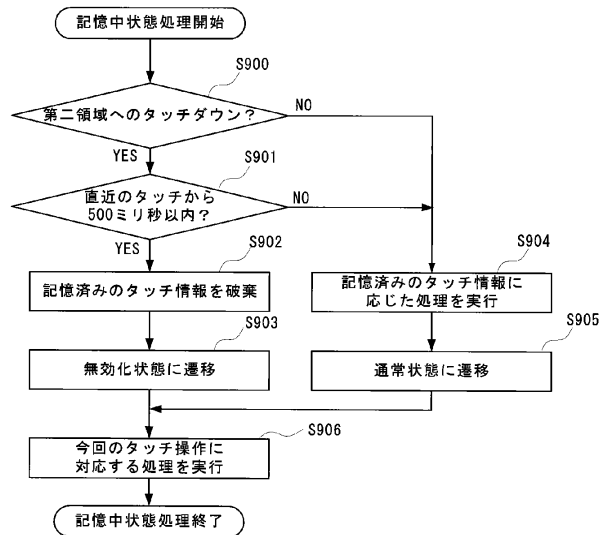 記憶中状態処理開始
S900
第二領域へのタッチダウン?
NO
YES
S901
直近のタッチから
500ミリ秒以内?
NO
YES
S902
記憶済みのタッチ情報を破棄
S904
記憶済みのタッチ情報に
応じた処理を実行
S903
無効化状態に遷移
S905
通常状態に遷移
S906
今回のタッチ操作に
対応する処理を実行
記憶中状態処理終了